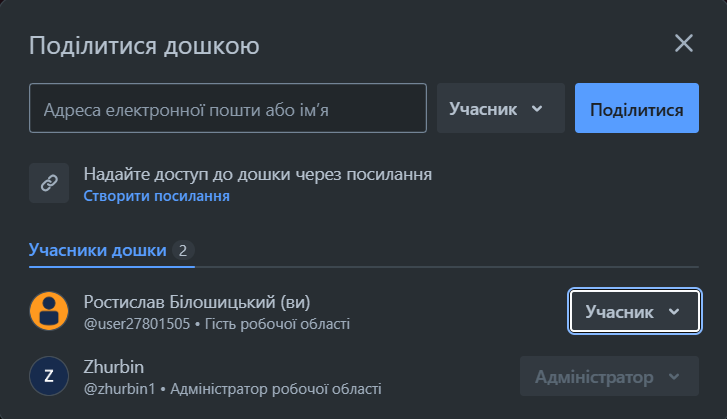 Поділитися дошкою
Адреса електронної пошти або ім’я
Учасник
Поділитися
Надайте доступ до дошки через посилання
Створити посилання
Учасники дошки 2
Ростислав Білошицький (ви)
@user27801505 • Гість робочої області
Учасник
Z
Zhurbin
@zhurbin1 • Адміністратор робочої області
Адміністратор